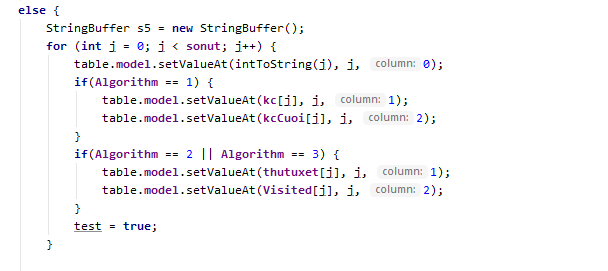 else {
StringBuffer s5 = new StringBuffer();
for (int j = 0; j < sonut; j++) {
table.model.setValueAt(intToString(j), j, column: 0);
if(Algorithm == 1) {
table.model.setValueAt(kc[j], j, column: 1);
table.model.setValueAt(kcCuoi[j], j, column: 2);
}
if(Algorithm == 2 || Algorithm == 3) {
table.model.setValueAt(thutuxet[j], j, column: 1);
table.model.setValueAt(Visited[j], j, column: 2);
}
test = true;
}